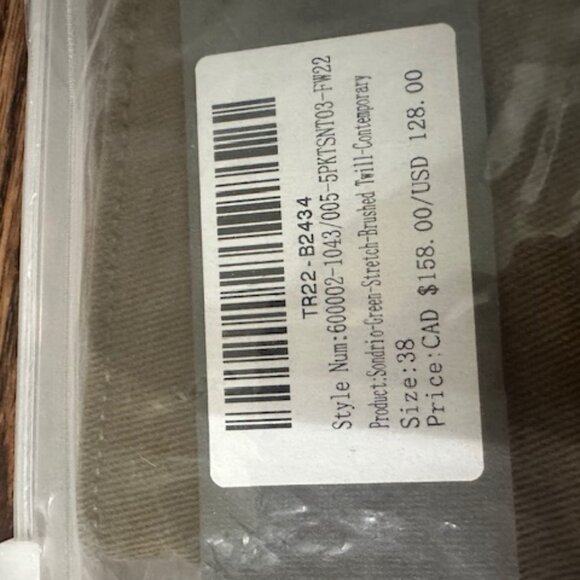 TR22-B2434
Style Num:600002-1043/005-5PKTSNT03-FW22
Product:Sondrio-Green-Stretch-Brushed Twill-Contemporary
Size:38
Price:CAD $158.00/USD 128.00